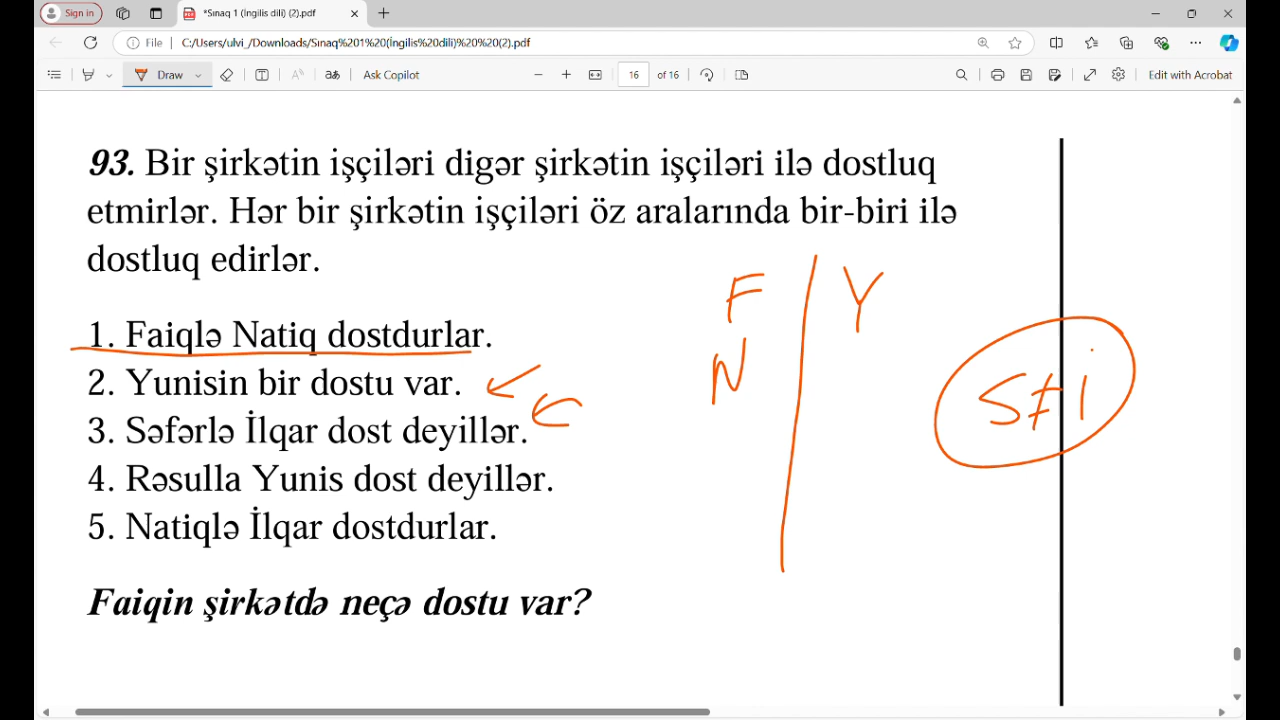 Sign in
*Sınaq 1 (İngilis dili) (2).pdf
File | C:/Users/ulvi_/Downloads/Sınaq%201%20(İngilis%20dili)%20%20(2).pdf
Draw
Ask Copilot
16 of 16
Edit with Acrobat
93. Bir şirkətin işçiləri digər şirkətin işçiləri ilə dostluq
etmirlər. Hər bir şirkətin işçiləri öz aralarında bir-biri ilə
dostluq edirlər.
1. Faiqlə Natiq dostdurlar.
2. Yunisin bir dostu var.
3. Səfərlə İlqar dost deyillər.
4. Rəsulla Yunis dost deyillər.
5. Natiqlə İlqar dostdurlar.
Faiqin şirkətdə neçə dostu var?
F Y
N
S ≠ i